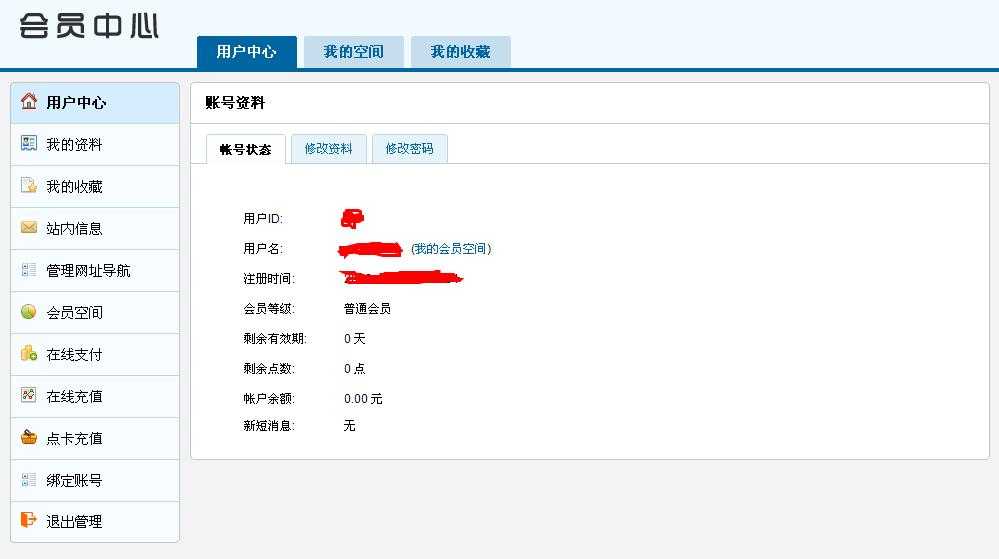 会员中心
用户中心 我的空间 我的收藏
用户中心
我的资料
我的收藏
站内信息
管理网址导航
会员空间
在线支付
在线充值
点卡充值
绑定账号
退出管理
账号资料
帐号状态 修改资料 修改密码
用户ID:
用户名: (我的会员空间)
注册时间:
会员等级: 普通会员
剩余有效期: 0 天
剩余点数: 0 点
帐户余额: 0.00 元
新短消息: 无